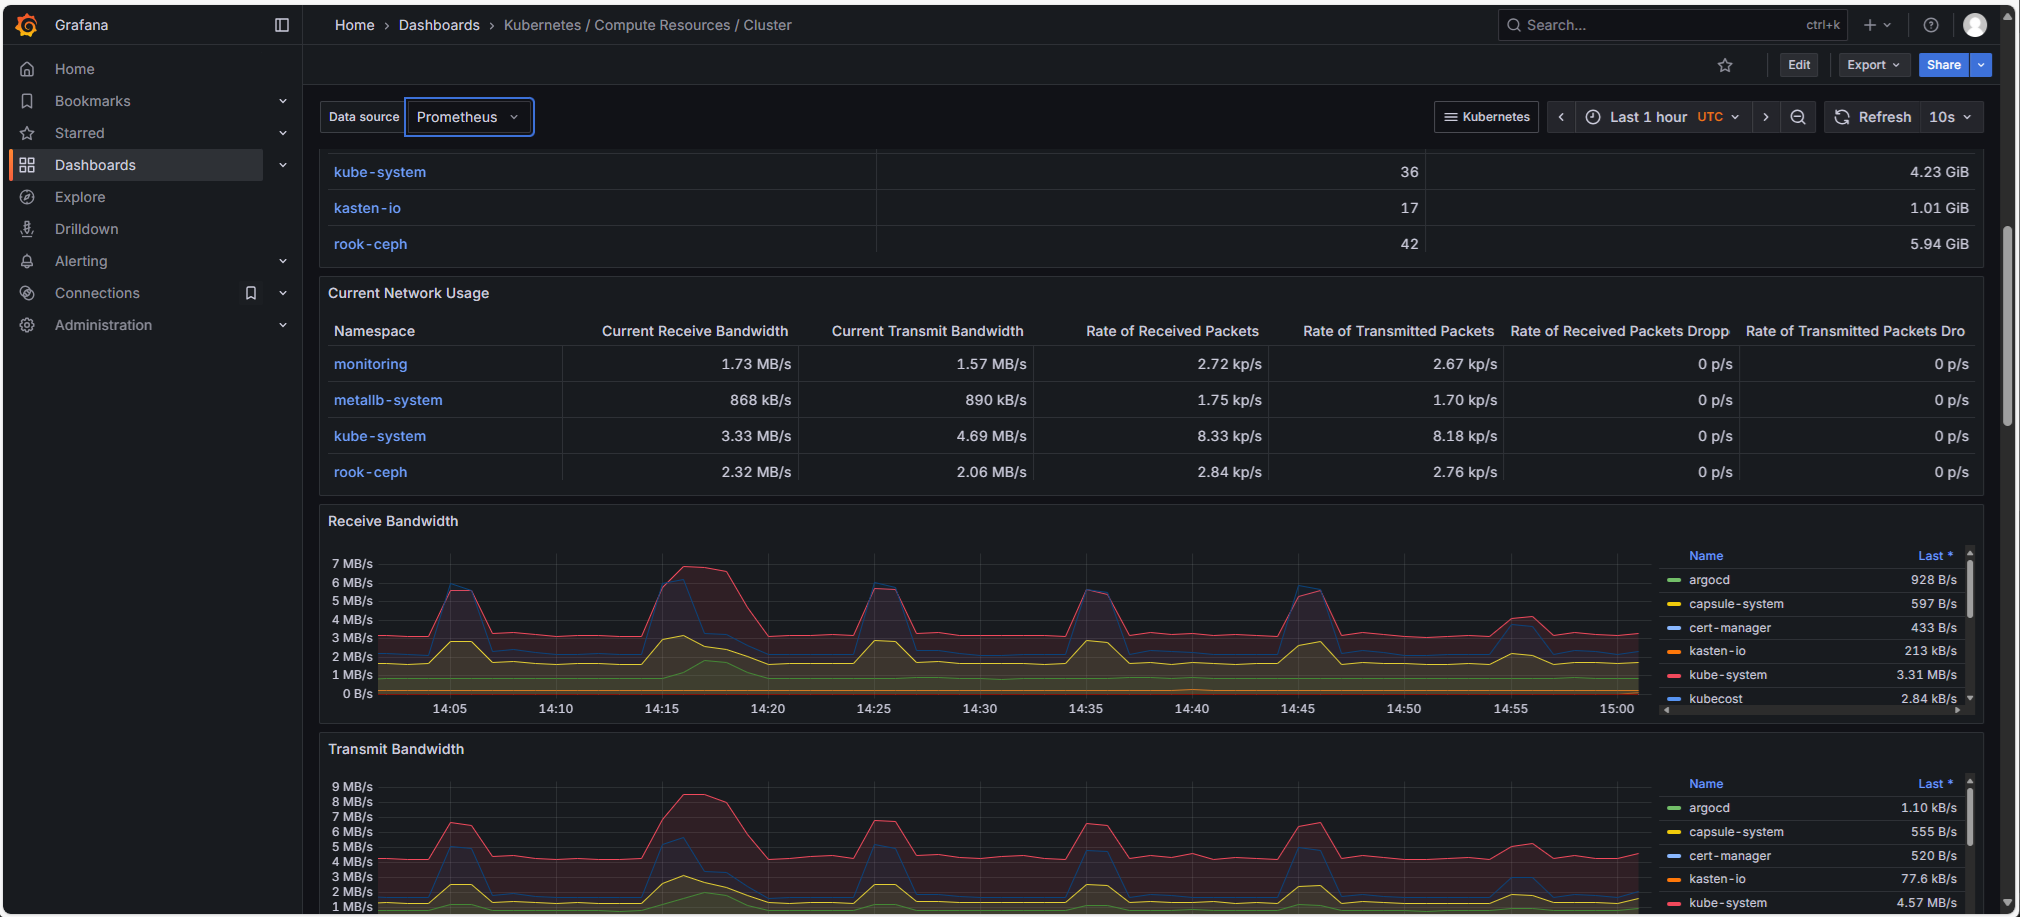 Grafana
Home › Dashboards › Kubernetes / Compute Resources / Cluster
Search...
ctrl+k
Home
Bookmarks
Starred
Dashboards
Explore
Drilldown
Alerting
Connections
Administration
Edit
Export
Share
Data source
Prometheus
Kubernetes
Last 1 hour UTC
Refresh
10s
kube-system 36 4.23 GiB
kasten-io 17 1.01 GiB
rook-ceph 42 5.94 GiB
Current Network Usage
Namespace Current Receive Bandwidth Current Transmit Bandwidth Rate of Received Packets Rate of Transmitted Packets Rate of Received Packets Dropp Rate of Transmitted Packets Dro
monitoring 1.73 MB/s 1.57 MB/s 2.72 kp/s 2.67 kp/s 0 p/s 0 p/s
metallb-system 868 kB/s 890 kB/s 1.75 kp/s 1.70 kp/s 0 p/s 0 p/s
kube-system 3.33 MB/s 4.69 MB/s 8.33 kp/s 8.18 kp/s 0 p/s 0 p/s
rook-ceph 2.32 MB/s 2.06 MB/s 2.84 kp/s 2.76 kp/s 0 p/s 0 p/s
Receive Bandwidth
7 MB/s
6 MB/s
5 MB/s
4 MB/s
3 MB/s
2 MB/s
1 MB/s
0 B/s
14:05 14:10 14:15 14:20 14:25 14:30 14:35 14:40 14:45 14:50 14:55 15:00
Name Last *
argocd 928 B/s
capsule-system 597 B/s
cert-manager 433 B/s
kasten-io 213 kB/s
kube-system 3.31 MB/s
kubecost 2.84 kB/s
Transmit Bandwidth
9 MB/s
8 MB/s
7 MB/s
6 MB/s
5 MB/s
4 MB/s
3 MB/s
2 MB/s
1 MB/s
Name Last *
argocd 1.10 kB/s
capsule-system 555 B/s
cert-manager 520 B/s
kasten-io 77.6 kB/s
kube-system 4.57 MB/s